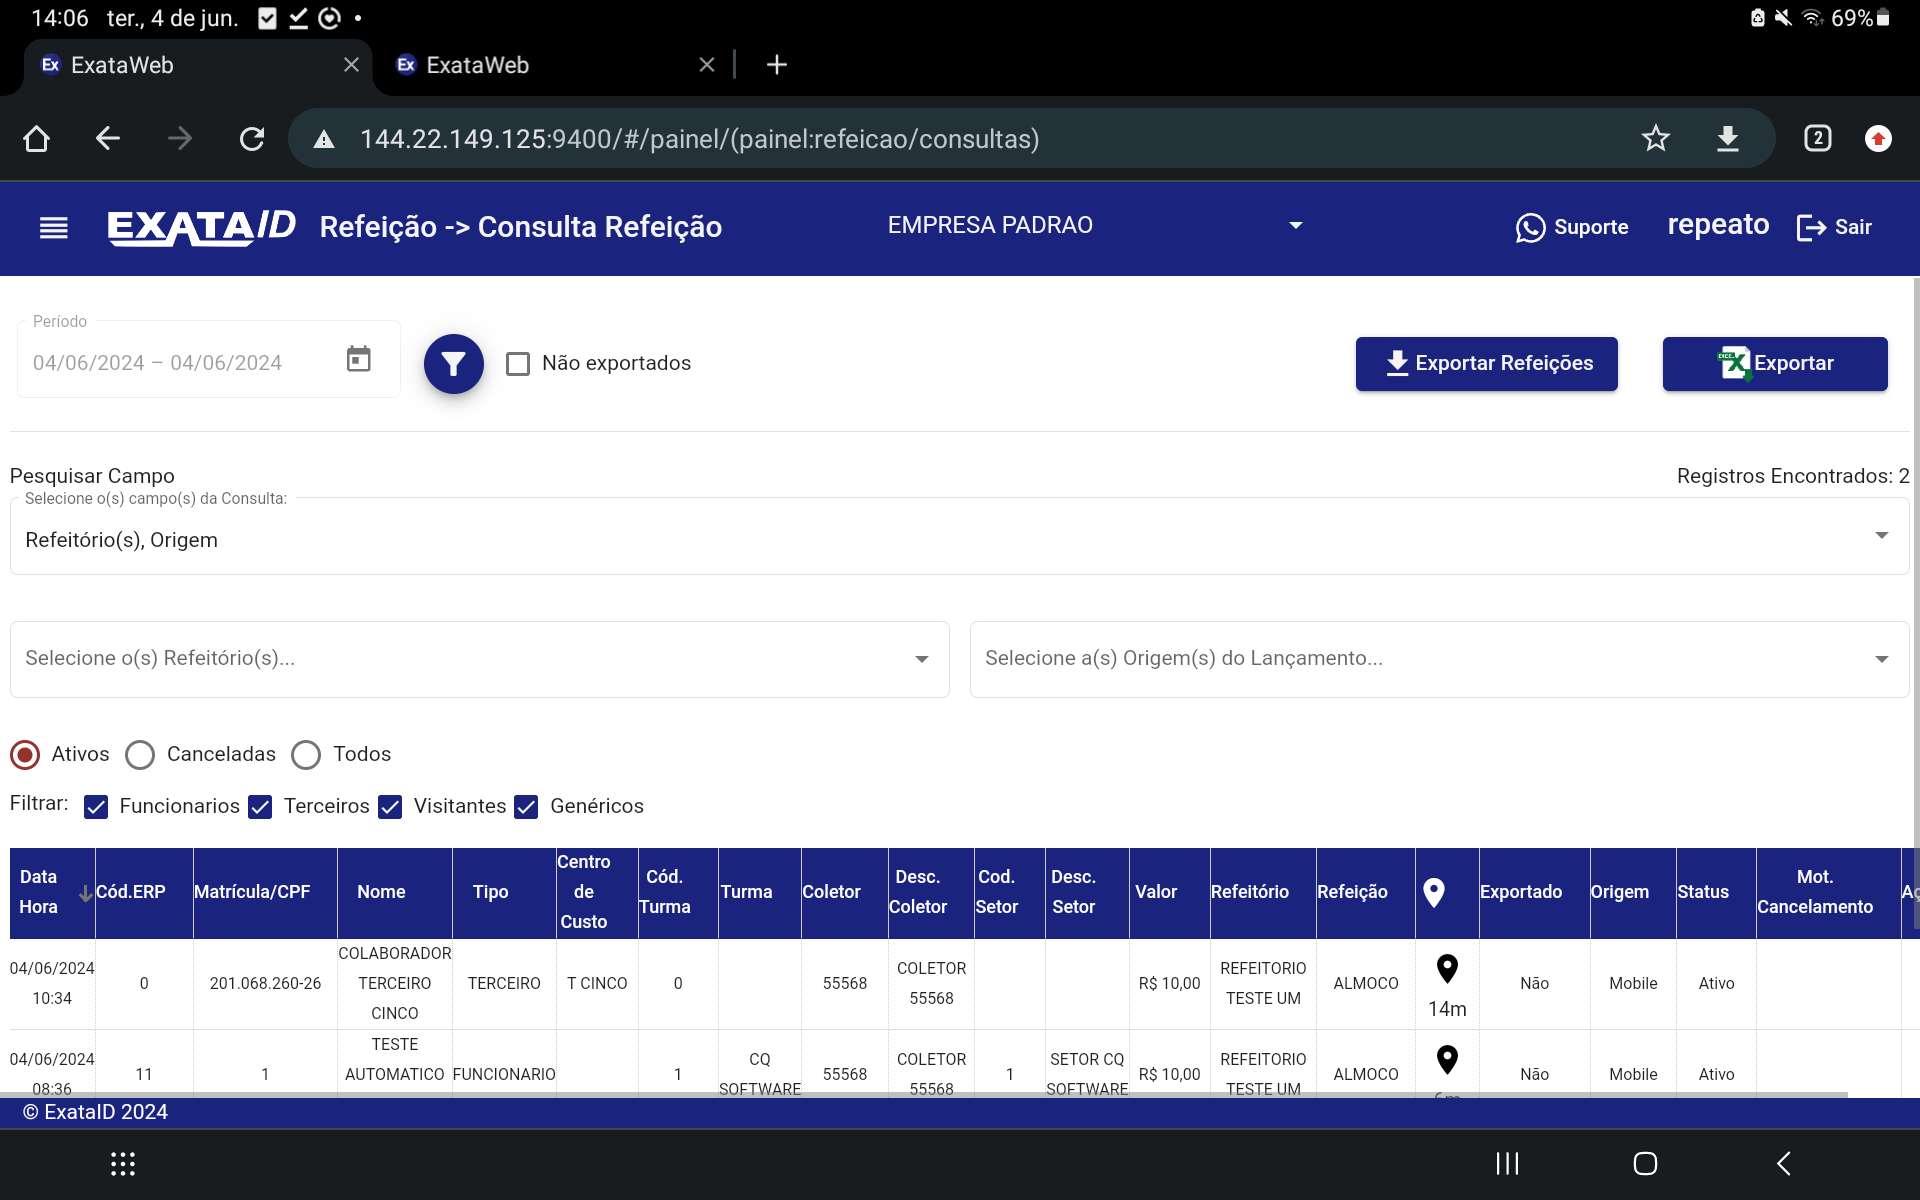 14:06 ter., 4 de jun. 69%
Ex ExataWeb Ex ExataWeb
144.22.149.125:9400/#/painel/(painel:refeicao/consultas) 2
EXATAID Refeição -> Consulta Refeição EMPRESA PADRAO Suporte repeato Sair
Período
04/06/2024 – 04/06/2024 Não exportados Exportar Refeições Exportar
Pesquisar Campo Registros Encontrados: 2
Selecione o(s) campo(s) da Consulta:
Refeitório(s), Origem
Selecione o(s) Refeitório(s)... Selecione a(s) Origem(s) do Lançamento...
Ativos Canceladas Todos
Filtrar: Funcionarios Terceiros Visitantes Genéricos
Data Hora Cód.ERP Matrícula/CPF Nome Tipo Centro de Custo Cód. Turma Turma Coletor Desc. Coletor Cod. Setor Desc. Setor Valor Refeitório Refeição Exportado Origem Status Mot. Cancelamento
04/06/2024 10:34 0 201.068.260-26 COLABORADOR TERCEIRO CINCO TERCEIRO T CINCO 0 55568 COLETOR 55568 R$ 10,00 REFEITORIO TESTE UM ALMOCO 14m Não Mobile Ativo
04/06/2024 08:36 11 1 TESTE AUTOMATICO FUNCIONARIO 1 CQ SOFTWARE 55568 COLETOR 55568 1 SETOR CQ SOFTWARE R$ 10,00 REFEITORIO TESTE UM ALMOCO Não Mobile Ativo
© ExataID 2024